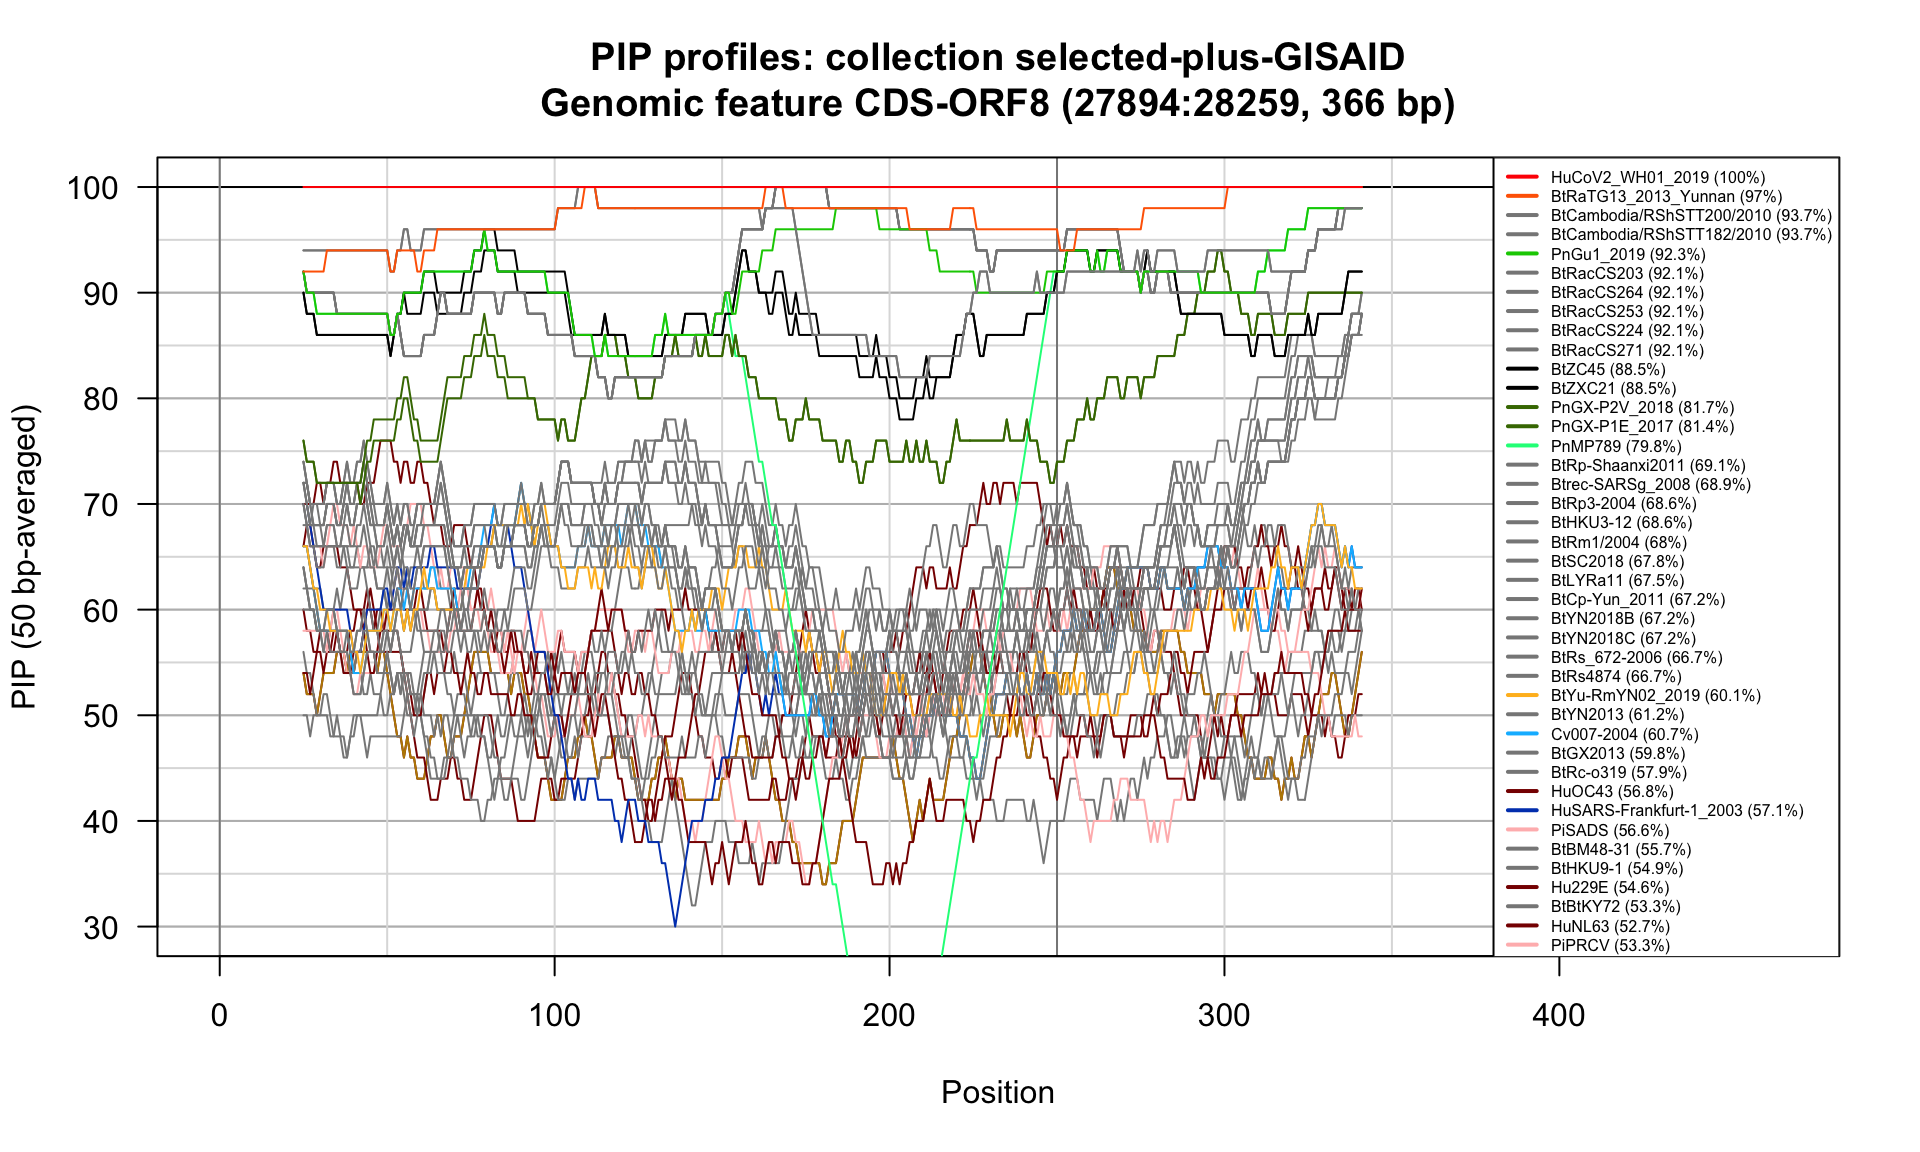 PIP profiles: collection selected-plus-GISAID
Genomic feature CDS-ORF8 (27894:28259, 366 bp)
PIP (50 bp-averaged)
100
90
80
70
60
50
40
30
0
100
200
300
400
Position
HuCoV2_WH01_2019 (100%)
BtRaTG13_2013_Yunnan (97%)
BtCambodia/RShSTT200/2010 (93.7%)
BtCambodia/RShSTT182/2010 (93.7%)
PnGu1_2019 (92.3%)
BtRacCS203 (92.1%)
BtRacCS264 (92.1%)
BtRacCS253 (92.1%)
BtRacCS224 (92.1%)
BtRacCS271 (92.1%)
BtZC45 (88.5%)
BtZXC21 (88.5%)
PnGX-P2V_2018 (81.7%)
PnGX-P1E_2017 (81.4%)
PnMP789 (79.8%)
BtRp-Shaanxi2011 (69.1%)
Btrec-SARSg_2008 (68.9%)
BtRp3-2004 (68.6%)
BtHKU3-12 (68.6%)
BtRm1/2004 (68%)
BtSC2018 (67.8%)
BtLYRa11 (67.5%)
BtCp-Yun_2011 (67.2%)
BtYN2018B (67.2%)
BtYN2018C (67.2%)
BtRs_672-2006 (66.7%)
BtRs4874 (66.7%)
BtYu-RmYN02_2019 (60.1%)
BtYN2013 (61.2%)
Cv007-2004 (60.7%)
BtGX2013 (59.8%)
BtRc-o319 (57.9%)
HuOC43 (56.8%)
HuSARS-Frankfurt-1_2003 (57.1%)
PiSADS (56.6%)
BtBM48-31 (55.7%)
BtHKU9-1 (54.9%)
Hu229E (54.6%)
BtBtKY72 (53.3%)
HuNL63 (52.7%)
PiPRCV (53.3%)